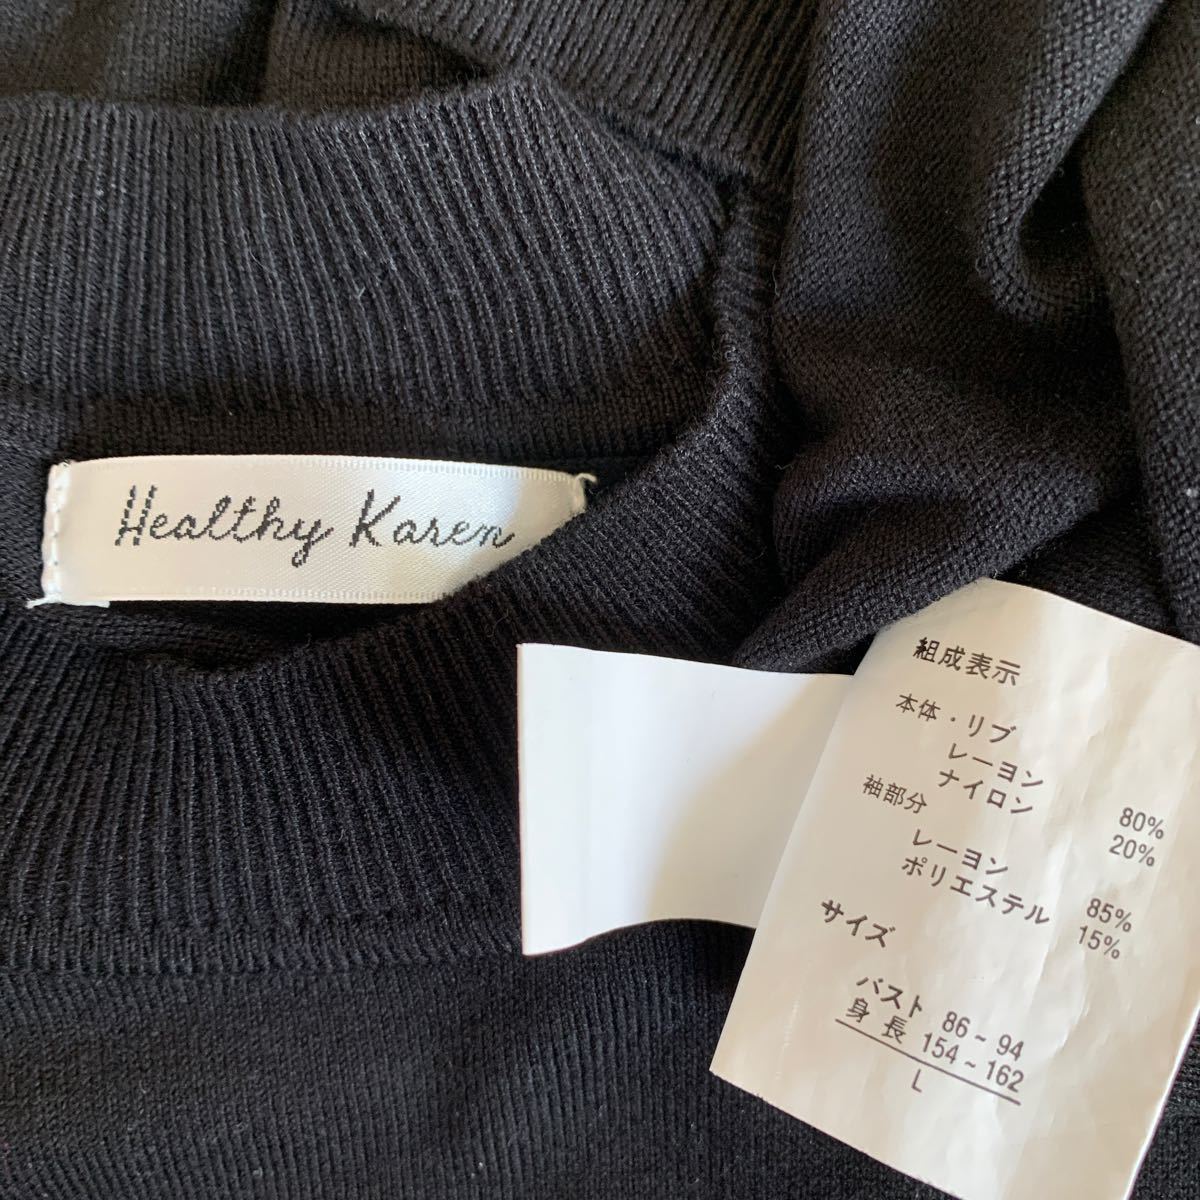 Healthy Karen
組成表示
本体・リブ
レーヨン 80%
ナイロン 20%
袖部分
レーヨン 85%
ポリエステル 15%
サイズ
バスト 86~94
身長 154~162
L